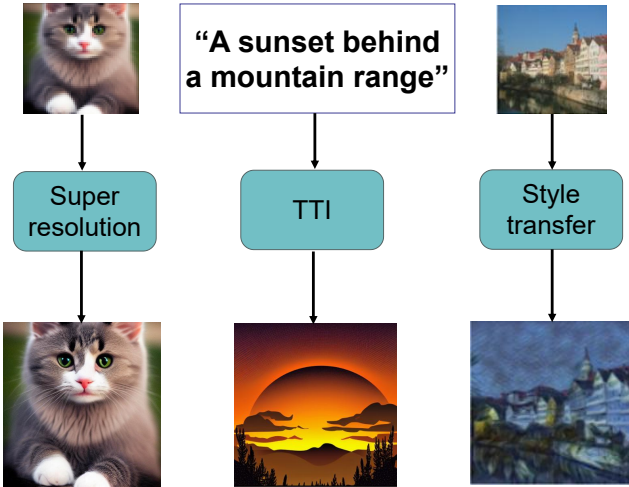 “A sunset behind
a mountain range”
Super
resolution
TTI
Style
transfer